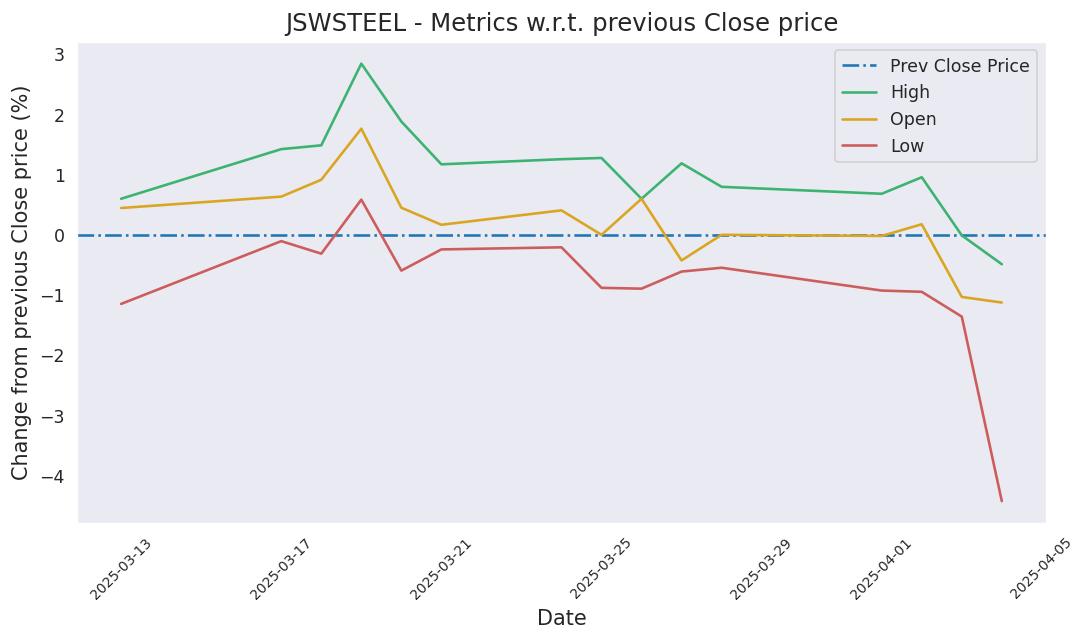 JSWSTEEL - Metrics w.r.t. previous Close price
Change from previous Close price (%)
3
2
1
0
−1
−2
−3
−4
Prev Close Price
High
Open
Low
2025-03-13
2025-03-17
2025-03-21
2025-03-25
2025-03-29
2025-04-01
2025-04-05
Date